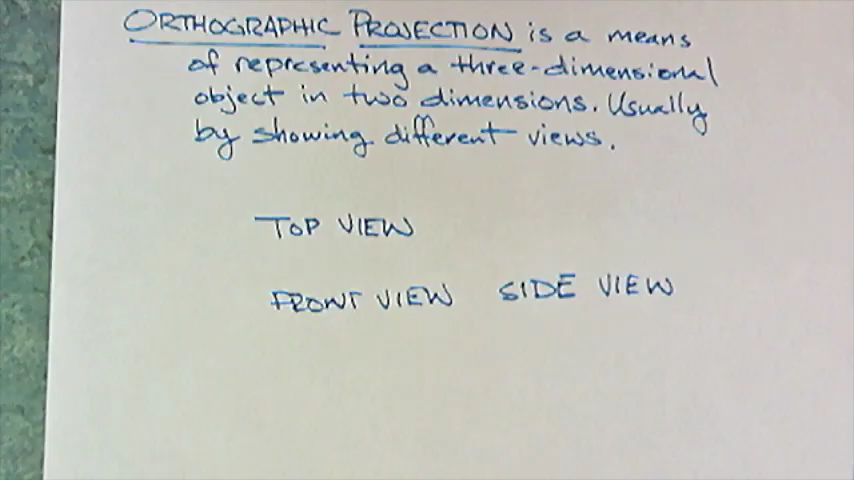 ORTHOGRAPHIC PROJECTION is a means
of representing a three-dimensional
object in two dimensions. Usually
by showing different views.
TOP VIEW
FRONT VIEW SIDE VIEW